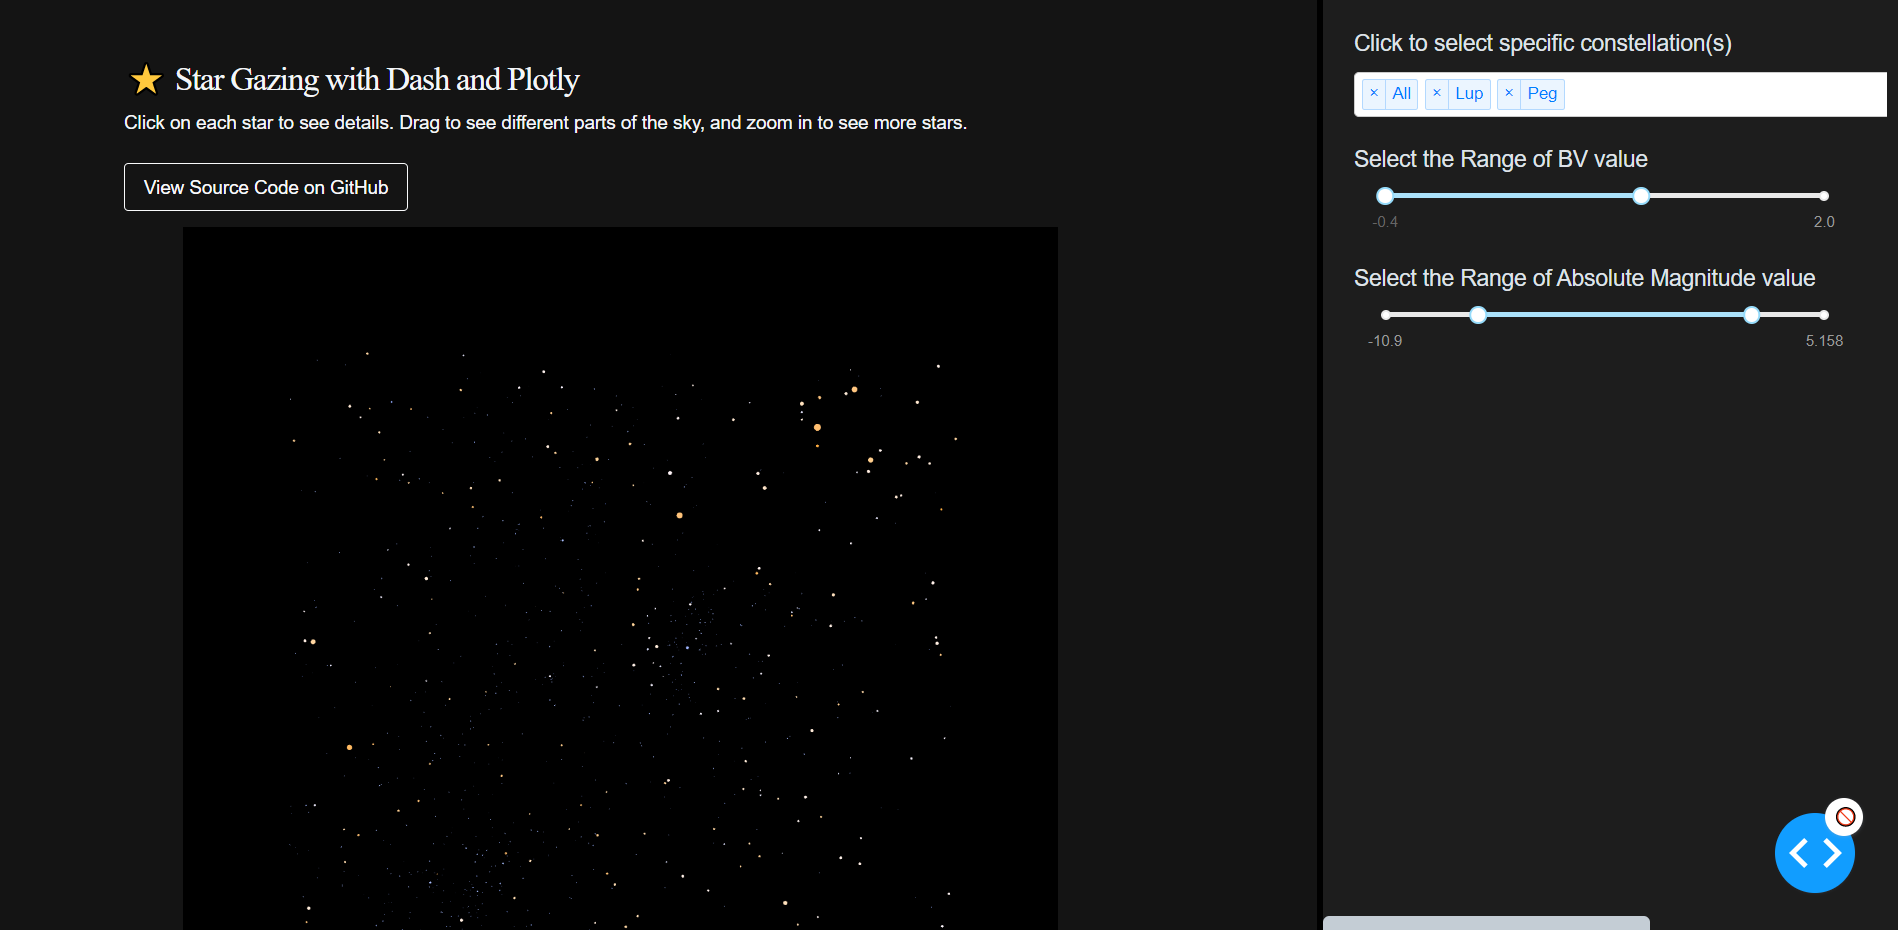 Star Gazing with Dash and Plotly
Click on each star to see details. Drag to see different parts of the sky, and zoom in to see more stars.
View Source Code on GitHub
Click to select specific constellation(s)
× All × Lup × Peg
Select the Range of BV value
-0.4 2.0
Select the Range of Absolute Magnitude value
-10.9 5.158